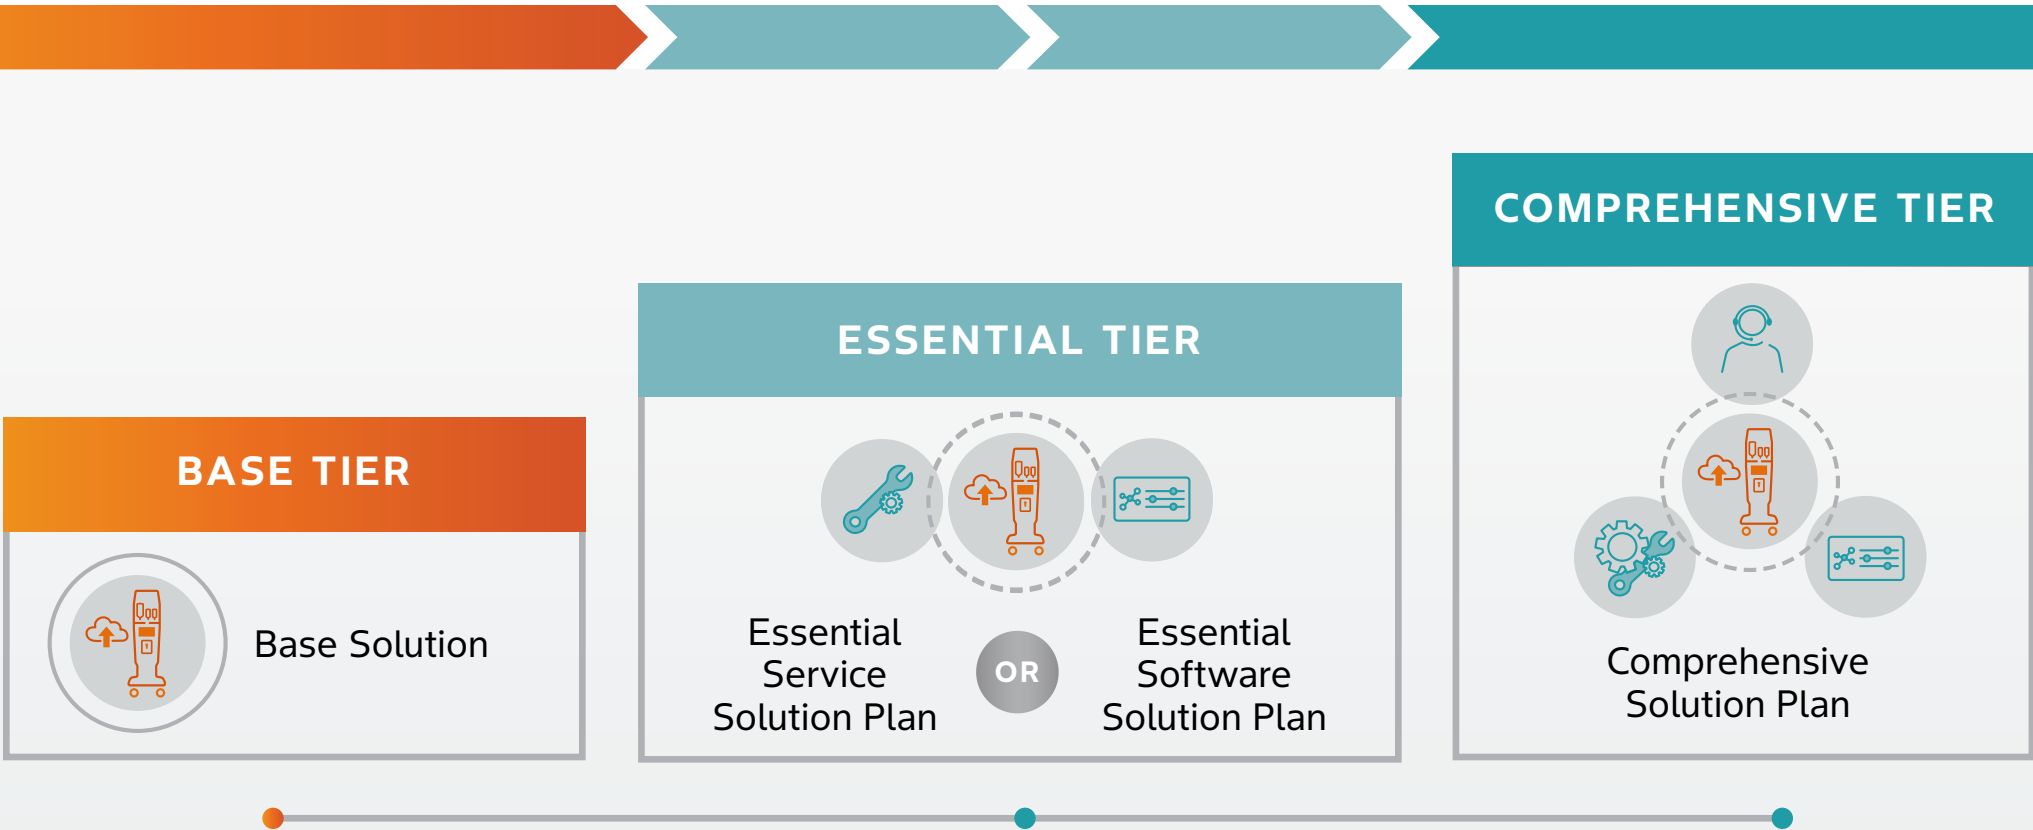 COMPREHENSIVE TIER
ESSENTIAL TIER
BASE TIER
Base Solution
Essential
Service
Solution Plan
OR
Essential
Software
Solution Plan
Comprehensive
Solution Plan